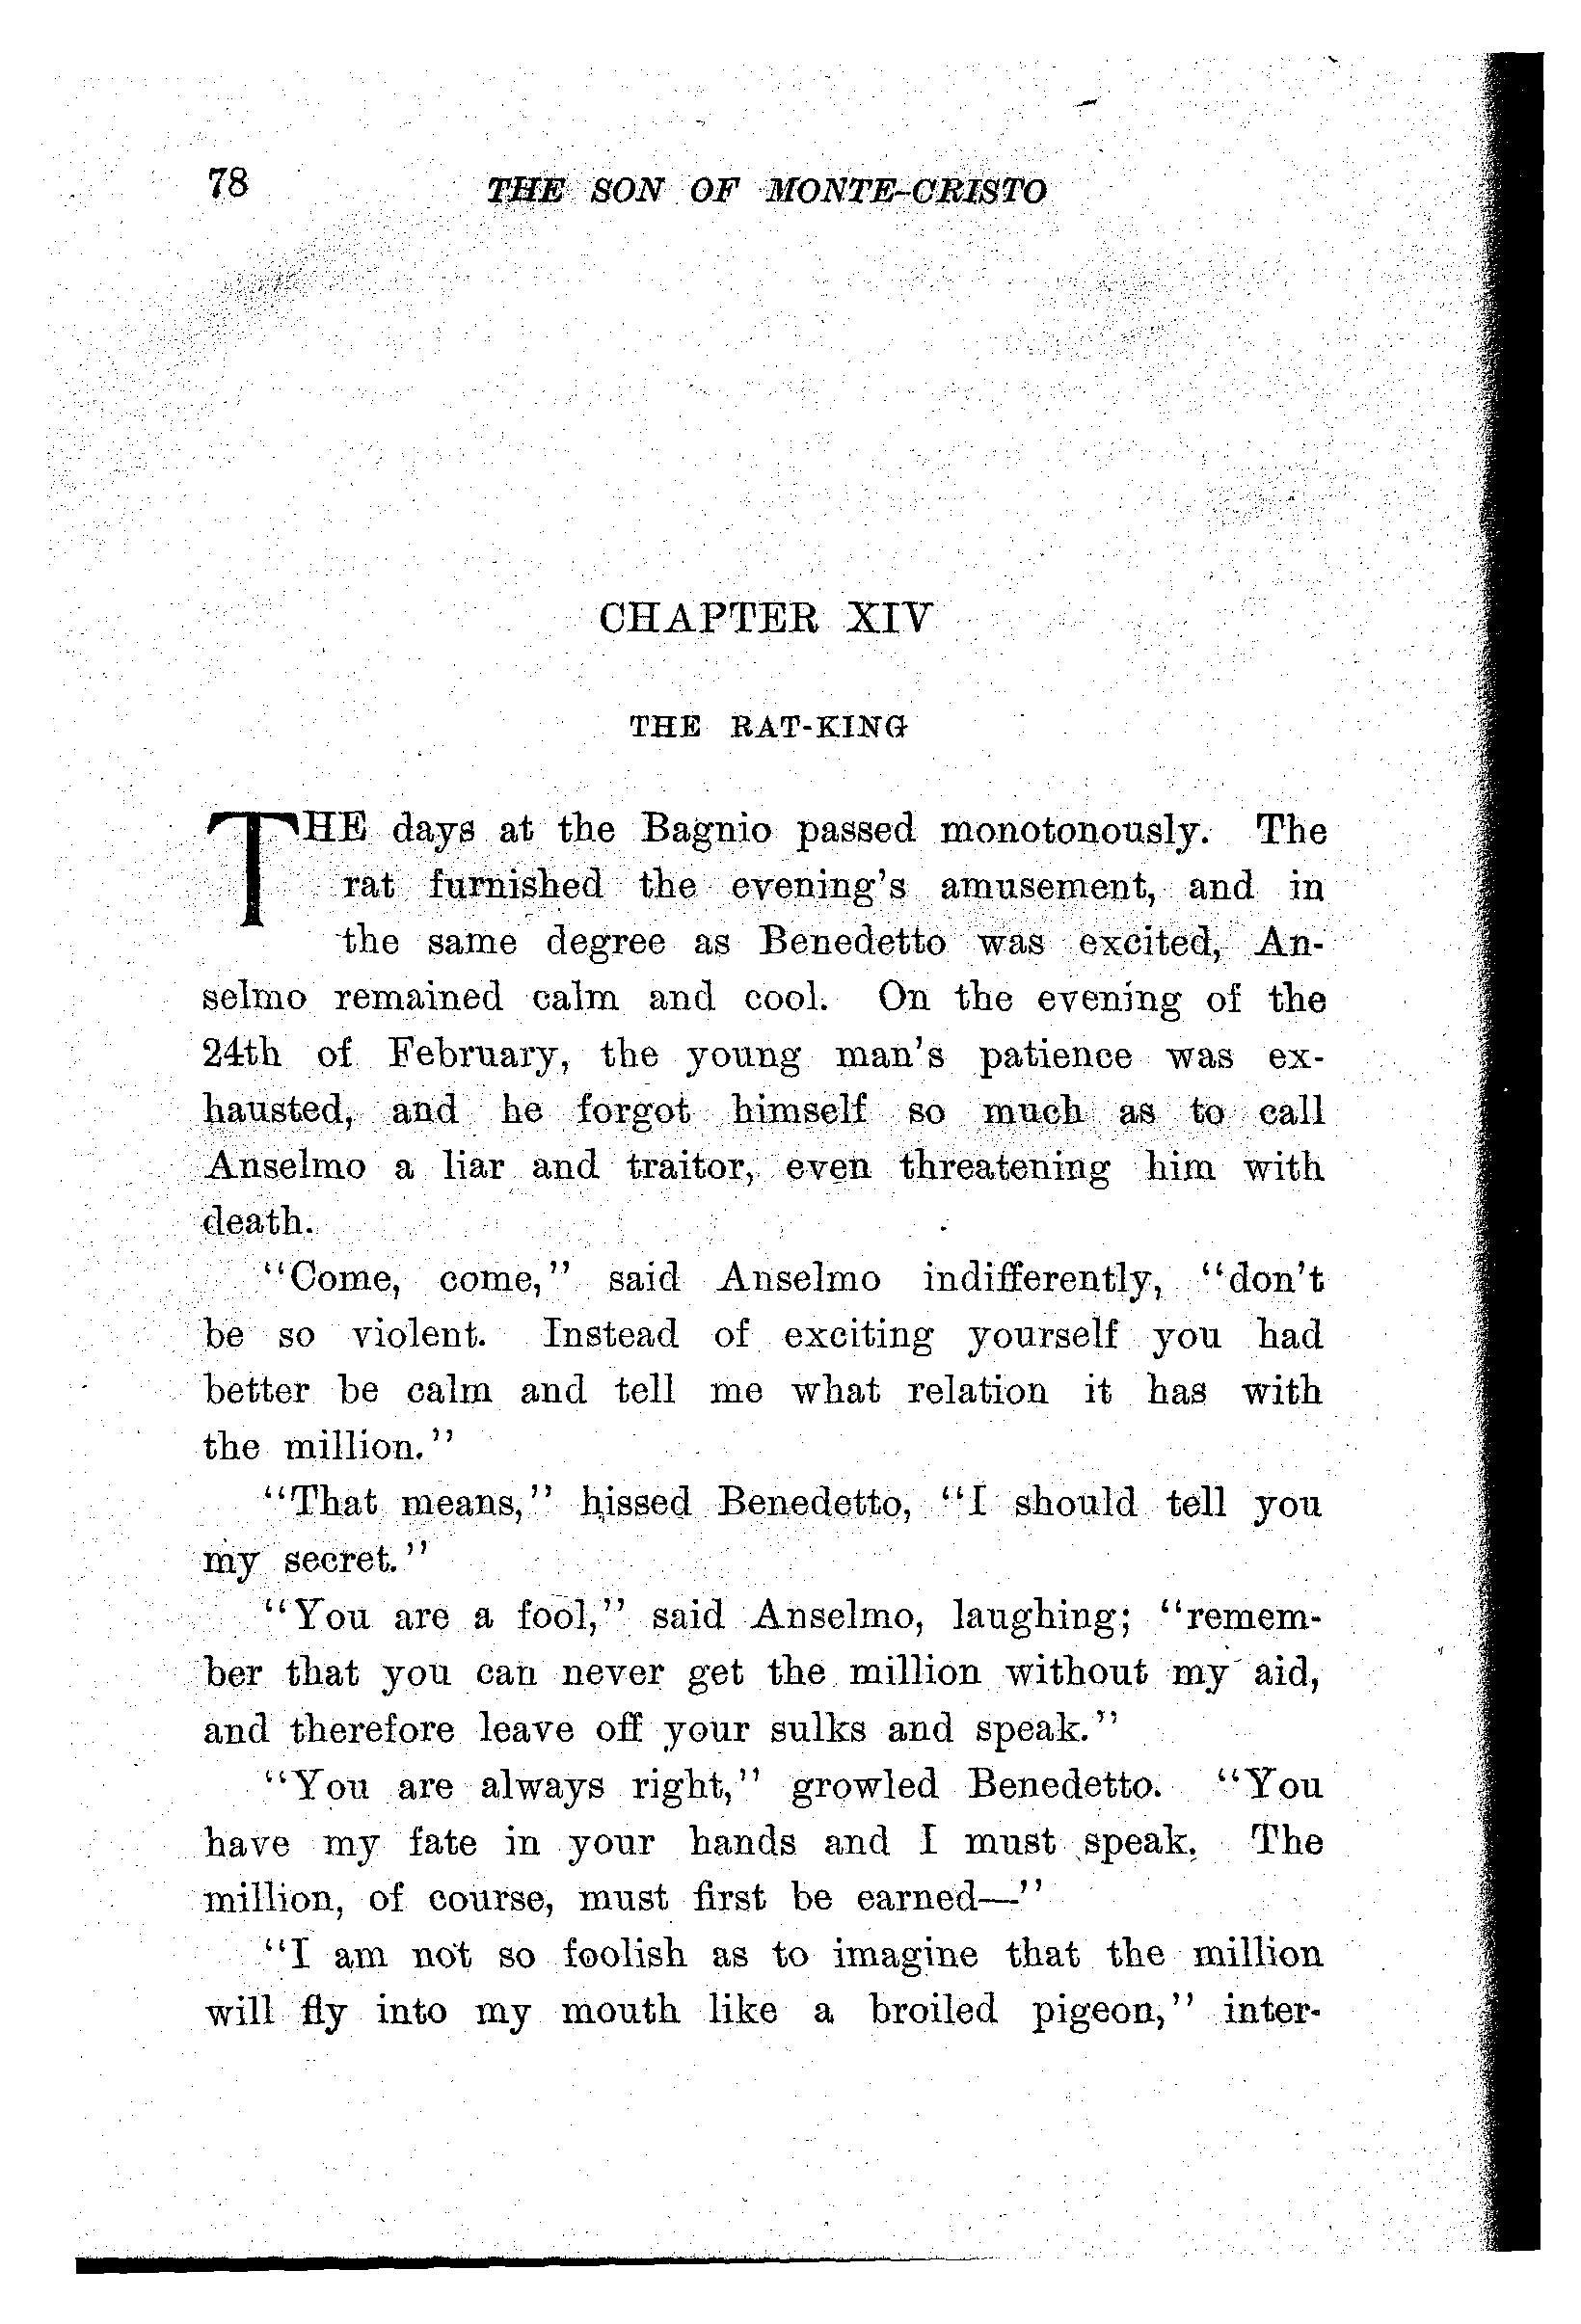 78 THE SON OF MONTE-CRISTO
CHAPTER XIV
THE RAT-KING
THE days at the Bagnio passed monotonously. The
rat furnished the evening's amusement, and in
the same degree as Benedetto was excited, An-
selmo remained calm and cool. On the evening of the
24th of February, the young man's patience was ex-
hausted, and he forgot himself so much as to call
Anselmo a liar and traitor, even threatening him with
death.
"Come, come," said Anselmo indifferently, "don't
be so violent. Instead of exciting yourself you had
better be calm and tell me what relation it has with
the million."
"That means," hissed Benedetto, "I should tell you
my secret."
"You are a fool," said Anselmo, laughing; "remem-
ber that you can never get the million without my aid,
and therefore leave off your sulks and speak."
"You are always right," growled Benedetto. "You
have my fate in your hands and I must speak. The
million, of course, must first be earned—"
"I am not so foolish as to imagine that the million
will fly into my mouth like a broiled pigeon," inter-